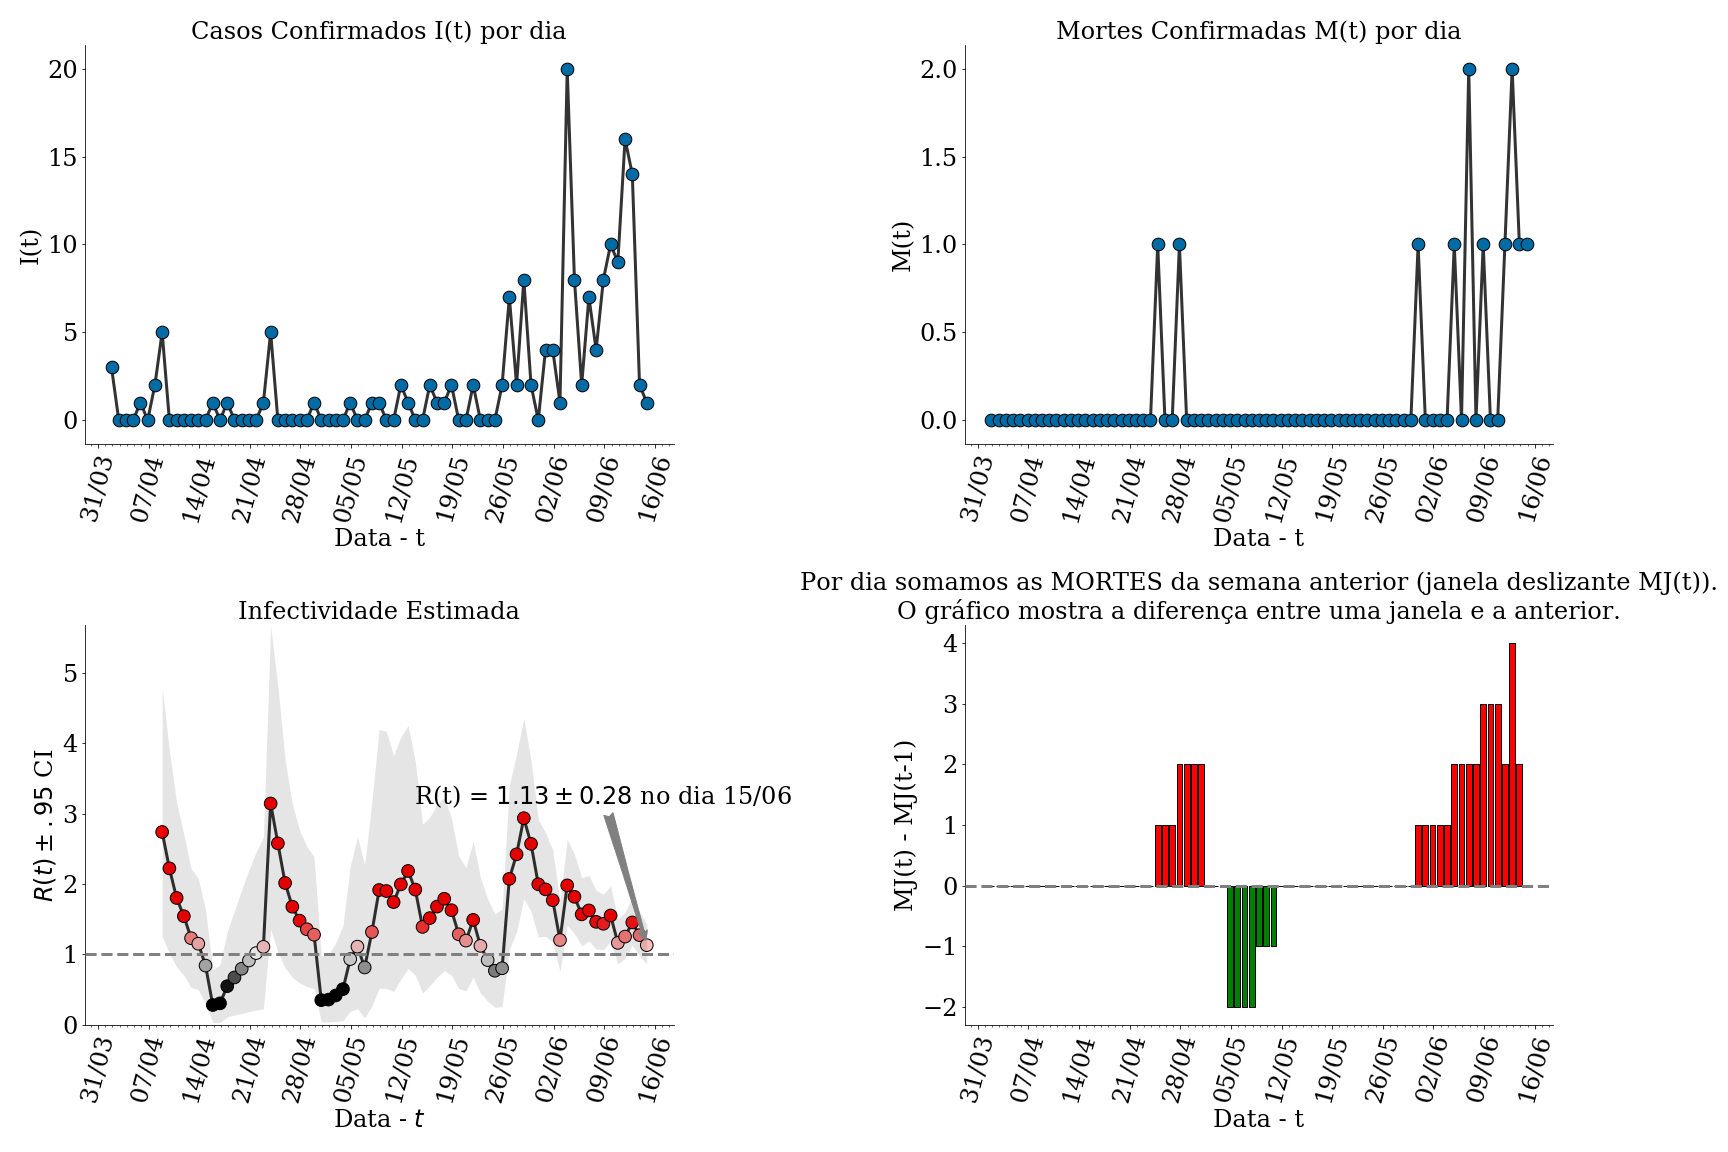 Casos Confirmados I(t) por dia
I(t)
20
15
10
5
0
31/03 07/04 14/04 21/04 28/04 05/05 12/05 19/05 26/05 02/06 09/06 16/06
Data - t
Mortes Confirmadas M(t) por dia
M(t)
2.0
1.5
1.0
0.5
0.0
31/03 07/04 14/04 21/04 28/04 05/05 12/05 19/05 26/05 02/06 09/06 16/06
Data - t
Infectividade Estimada
R(t) ± .95 CI
5
4
3
2
1
0
R(t) = 1.13 ± 0.28 no dia 15/06
31/03 07/04 14/04 21/04 28/04 05/05 12/05 19/05 26/05 02/06 09/06 16/06
Data - t
Por dia somamos as MORTES da semana anterior (janela deslizante MJ(t)).
O gráfico mostra a diferença entre uma janela e a anterior.
MJ(t) - MJ(t-1)
4
3
2
1
0
−1
−2
31/03 07/04 14/04 21/04 28/04 05/05 12/05 19/05 26/05 02/06 09/06 16/06
Data - t